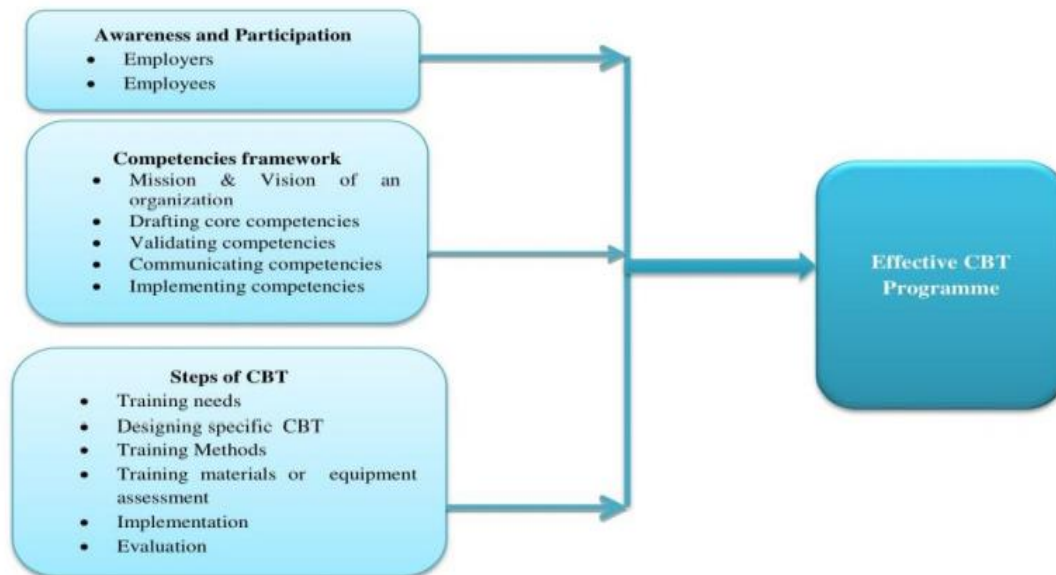 Awareness and Participation
• Employers
• Employees
Competencies framework
• Mission & Vision of an
organization
• Drafting core competencies
• Validating competencies
• Communicating competencies
• Implementing competencies
Steps of CBT
• Training needs
• Designing specific CBT
• Training Methods
• Training materials or equipment
assessment
• Implementation
• Evaluation
Effective CBT
Programme